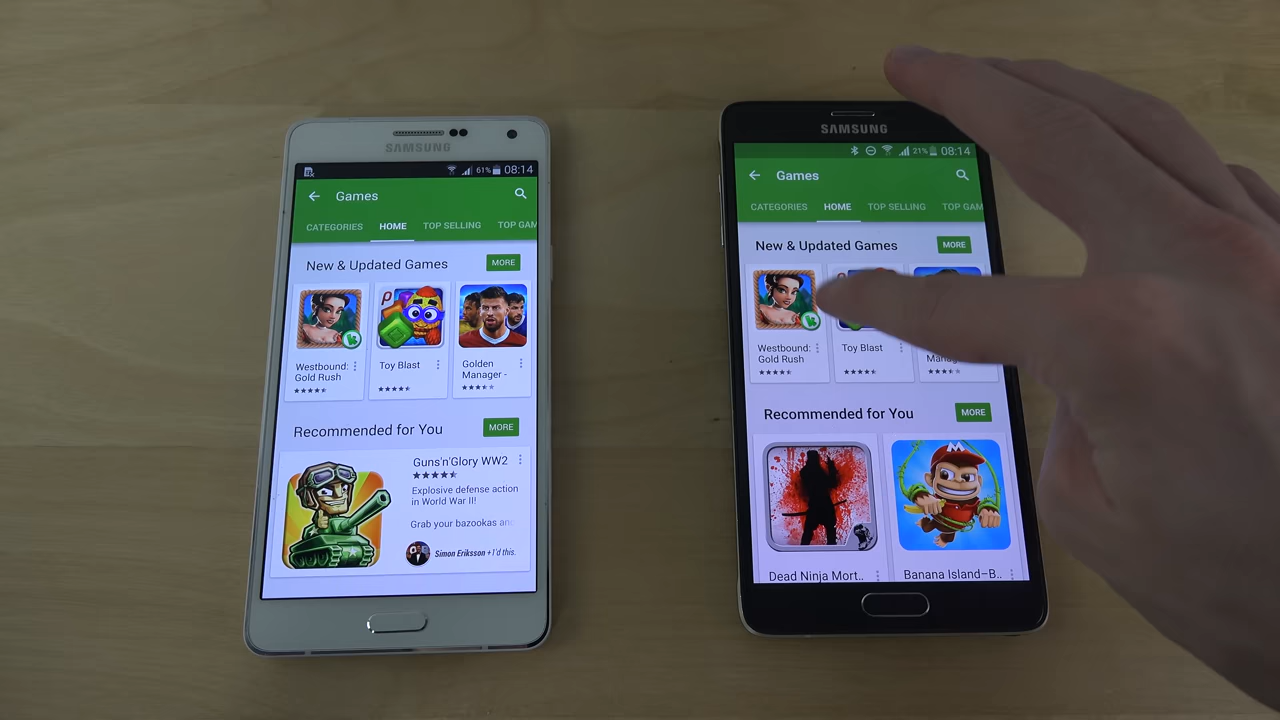 SAMSUNG
61% 08:14
Games
CATEGORIES HOME TOP SELLING TOP GAM
New & Updated Games MORE
Westbound:
Gold Rush
Toy Blast
Golden
Manager -
Recommended for You MORE
Guns'n'Glory WW2
Explosive defense action
in World War II!
Grab your bazookas and
Simon Eriksson +1'd this.
SAMSUNG
21% 08:14
Games
CATEGORIES HOME TOP SELLING TOP GAM
New & Updated Games MORE
Westbound:
Gold Rush
Toy Blast
Recommended for You MORE
Dead Ninja Mort..
Banana Island–B..